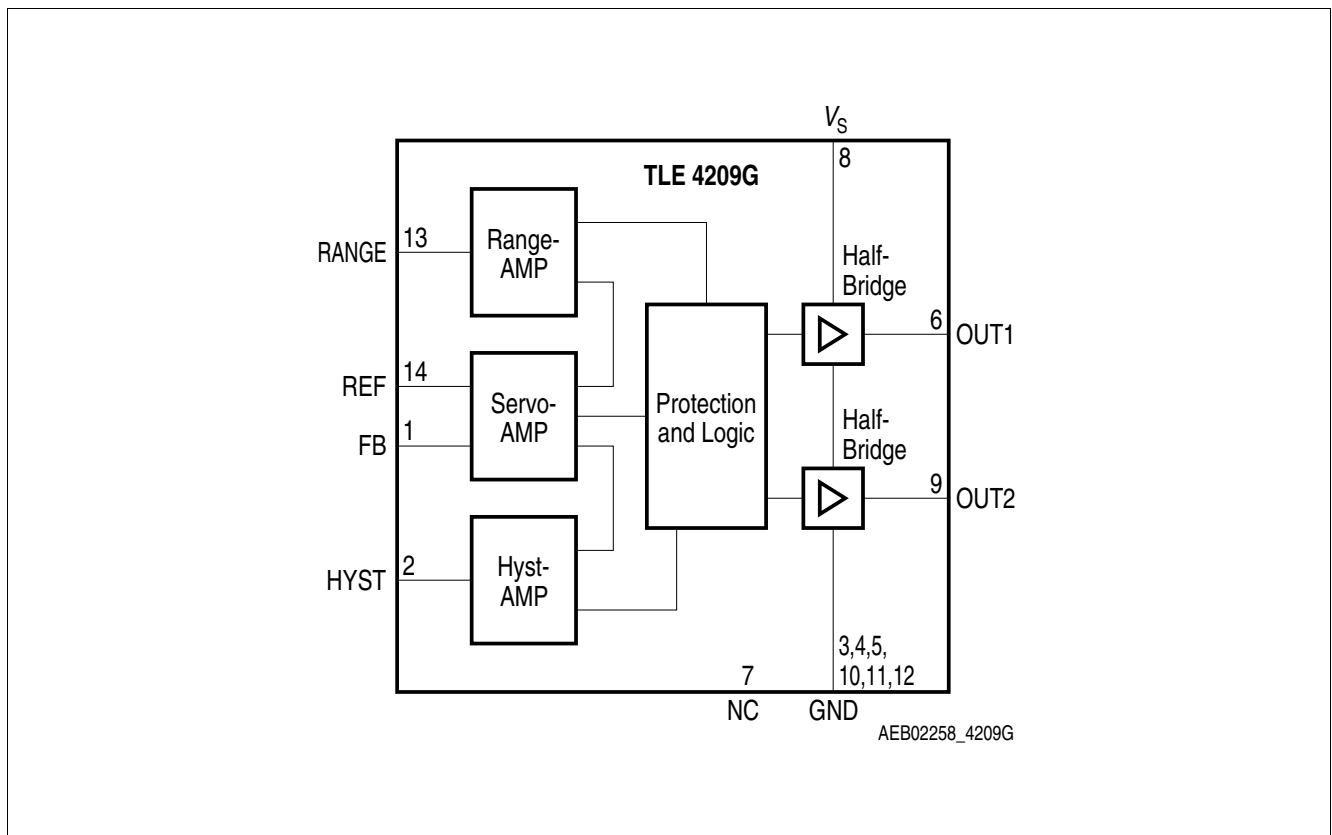 V_S
8
TLE 4209G
RANGE
13
Range-
AMP
Half-
Bridge
6
OUT1
REF
14
FB
1
Servo-
AMP
Protection
and Logic
Half-
Bridge
9
OUT2
HYST
2
Hyst-
AMP
3,4,5,
10,11,12
7
NC
GND
AEB02258_4209G